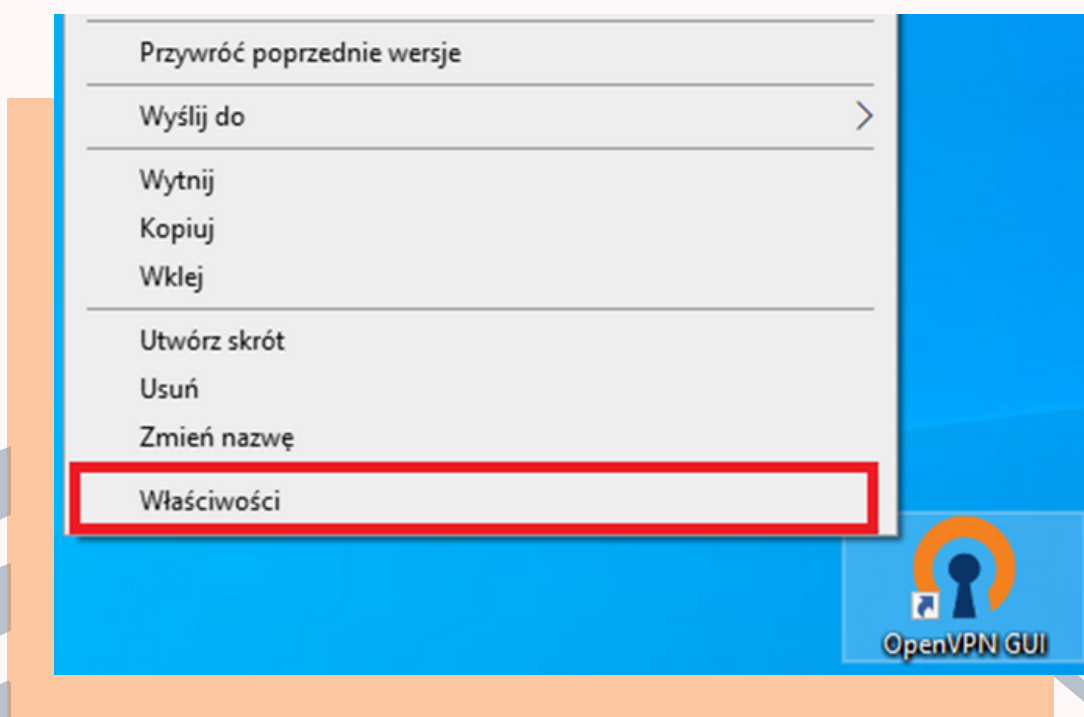 Przywróć poprzednie wersje
Wyślij do
Wytnij
Kopiuj
Wklej
Utwórz skrót
Usuń
Zmień nazwę
Właściwości
OpenVPN GUI